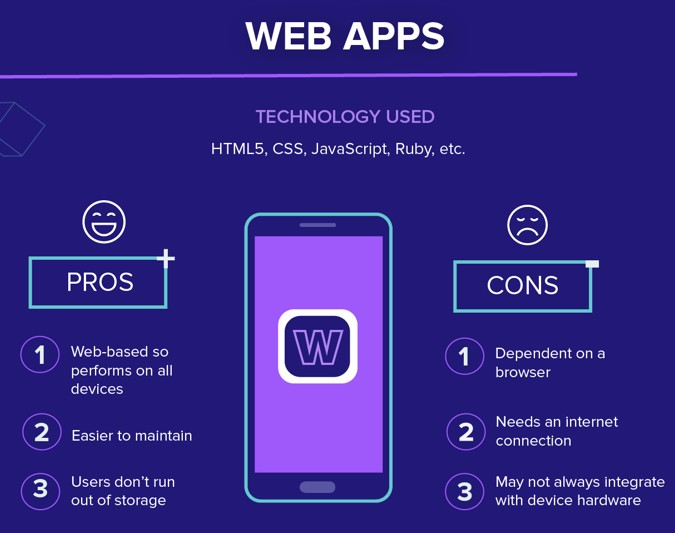 WEB APPS
TECHNOLOGY USED
HTML5, CSS, JavaScript, Ruby, etc.
PROS
1
Web-based so
performs on all
devices
2
Easier to maintain
3
Users don’t run
out of storage
W
CONS
1
Dependent on a
browser
2
Needs an internet
connection
3
May not always integrate
with device hardware